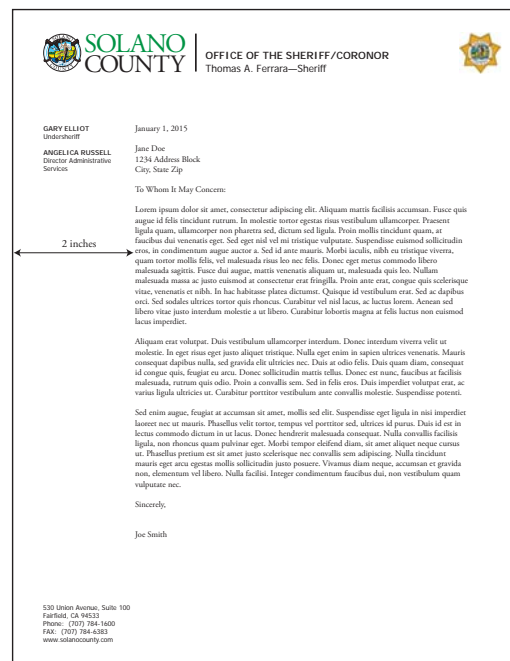 SOLANO
COUNTY
OFFICE OF THE SHERIFF/CORONOR
Thomas A. Ferrara—Sheriff
GARY ELLIOT
Undersheriff
ANGELICA RUSSELL
Director Administrative
Services
January 1, 2015
Jane Doe
1234 Address Block
City, State Zip
To Whom It May Concern:
2 inches
Lorem ipsum dolor sit amet, consectetur adipiscing elit. Aliquam mattis facilisis accumsan. Fusce quis
augue id felis tincidunt rutrum. In molestie tortor egestas risus vestibulum ullamcorper. Praesent
ligula quam, ullamcorper non pharetra sed, dictum sed ligula. Proin mollis tincidunt quam, at
faucibus dui venenatis eget. Sed eget nisl vel mi tristique vulputate. Suspendisse euismod sollicitudin
eros, in condimentum augue auctor a. Sed id ante mauris. Morbi iaculis, nibh eu tristique viverra,
quam tortor mollis felis, vel malesuada risus leo nec felis. Donec eget metus commodo libero
malesuada sagittis. Fusce dui augue, mattis venenatis aliquam ut, malesuada quis leo. Nullam
malesuada massa ac justo euismod at consectetur erat fringilla. Proin ante erat, congue quis scelerisque
vitae, venenatis et nibh. In hac habitasse platea dictumst. Quisque id vestibulum erat. Sed ac dapibus
orci. Sed sodales ultrices tortor quis rhoncus. Curabitur vel nisl lacus, ac luctus lorem. Aenean sed
libero vitae justo interdum molestie a ut libero. Curabitur lobortis magna at felis luctus non euismod
lacus imperdiet.
Aliquam erat volutpat. Duis vestibulum ullamcorper interdum. Donec interdum viverra velit ut
molestie. In eget risus eget justo aliquet tristique. Nulla eget enim in sapien ultrices venenatis. Mauris
consequat dapibus nulla, sed gravida elit ultricies nec. Duis at odio felis. Duis quam diam, consequat
id congue quis, feugiat eu arcu. Donec sollicitudin mattis tellus. Donec est nunc, faucibus at facilisis
malesuada, rutrum quis odio. Proin a convallis sem. Sed in felis eros. Duis imperdiet volutpat erat, ac
varius ligula ultricies ut. Curabitur porttitor vestibulum ante convallis molestie. Suspendisse potenti.
Sed enim augue, feugiat at accumsan sit amet, mollis sed elit. Suspendisse eget ligula in nisi imperdiet
laoreet nec ut mauris. Phasellus velit tortor, tempus vel porttitor sed, ultrices id purus. Duis id est in
lectus commodo dictum in ut lacus. Donec hendrerit malesuada consequat. Nulla convallis facilisis
ligula, non rhoncus quam pulvinar eget. Morbi tempor eleifend diam, sit amet aliquet neque cursus
ut. Phasellus pretium est sit amet justo scelerisque nec convallis sem adipiscing. Nulla tincidunt
mauris eget arcu egestas mollis sollicitudin justo posuere. Vivamus diam neque, accumsan et gravida
non, elementum vel libero. Nulla facilisi. Integer condimentum faucibus dui, non vestibulum quam
vulputate nec.
Sincerely,
Joe Smith
530 Union Avenue, Suite 100
Fairfield, CA 94533
Phone: (707) 784-1600
FAX: (707) 784-6383
www.solanocounty.com